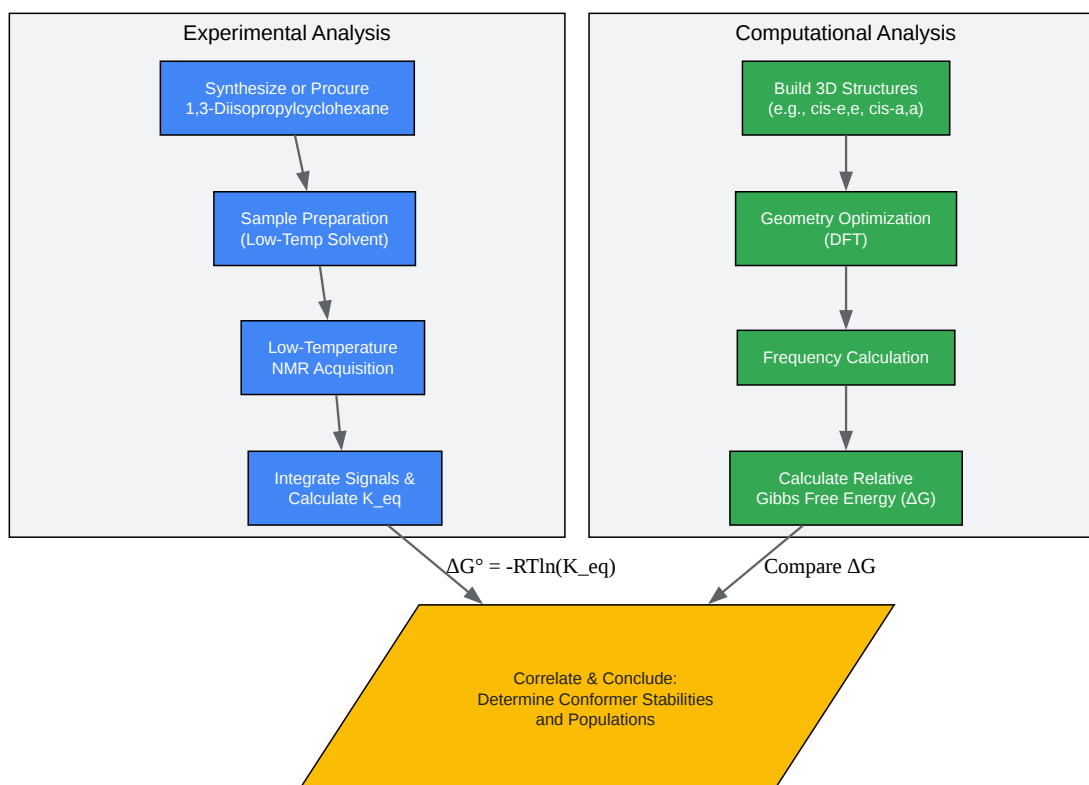 Experimental Analysis
Synthesize or Procure
1,3-Diisopropylcyclohexane
Sample Preparation
(Low-Temp Solvent)
Low-Temperature
NMR Acquisition
Integrate Signals &
Calculate K_eq
Computational Analysis
Build 3D Structures
(e.g., cis-e,e, cis-a,a)
Geometry Optimization
(DFT)
Frequency Calculation
Calculate Relative
Gibbs Free Energy (ΔG)
ΔG° = -RTln(K_eq)
Compare ΔG
Correlate & Conclude:
Determine Conformer Stabilities
and Populations